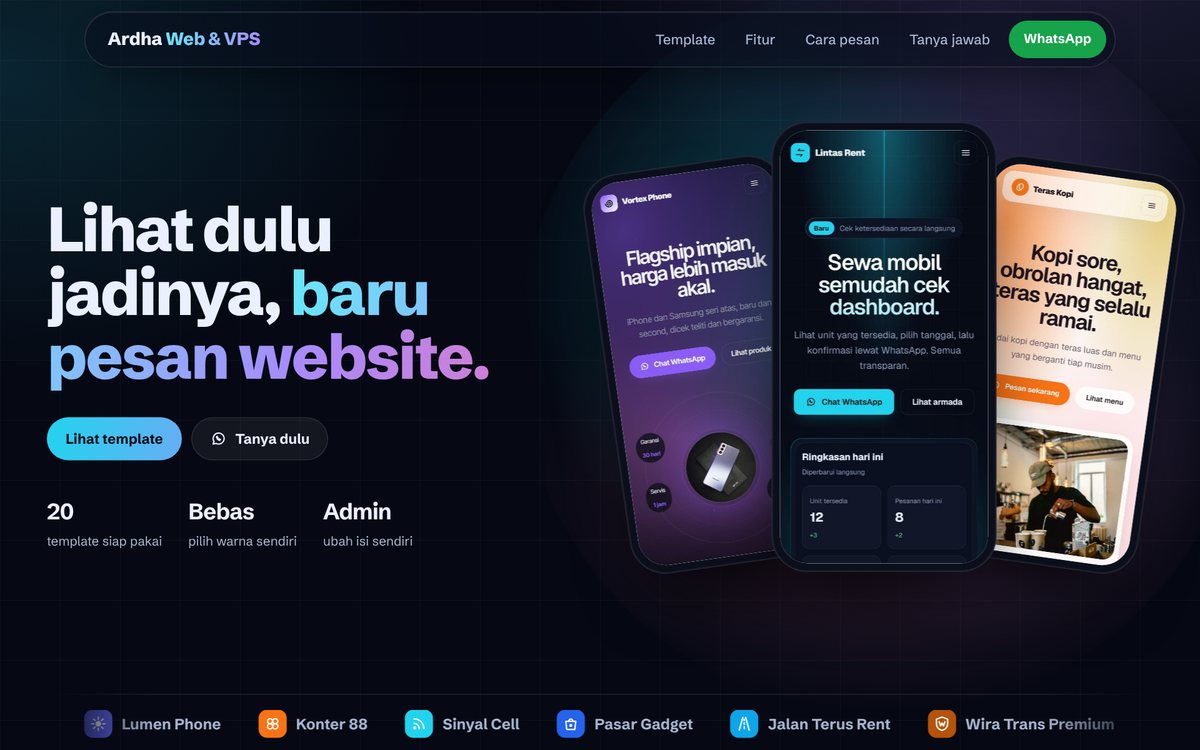 Ardha Web & VPS
Template
Fitur
Cara pesan
Tanya jawab
WhatsApp
Lihat dulu
jadinya, baru
pesan website.
Lihat template
Tanya dulu
20
template siap pakai
Bebas
pilih warna sendiri
Admin
ubah isi sendiri
Vortex Phone
Flagship impian,
harga lebih masuk
akal.
iPhone dan Samsung seri atas, baru dan
second, dicek teliti dan bergaransi.
Chat WhatsApp
Lihat produk
Garansi
30 hari
Servis
1 jam
Lintas Rent
Baru
Cek ketersediaan secara langsung
Sewa mobil
semudah cek
dashboard.
Lihat unit yang tersedia, pilih tanggal, lalu
konfirmasi lewat WhatsApp. Semua
transparan.
Chat WhatsApp
Lihat armada
Ringkasan hari ini
Diperbarui langsung
Unit tersedia
12
+3
Pesanan hari ini
8
+2
Teras Kopi
Kopi sore,
obrolan hangat,
teras yang selalu
ramai.
kopi dengan teras luas dan menu
yang berganti tiap musim.
Pesan sekarang
Lihat menu
Lumen Phone
Konter 88
Sinyal Cell
Pasar Gadget
Jalan Terus Rent
Wira Trans Premium